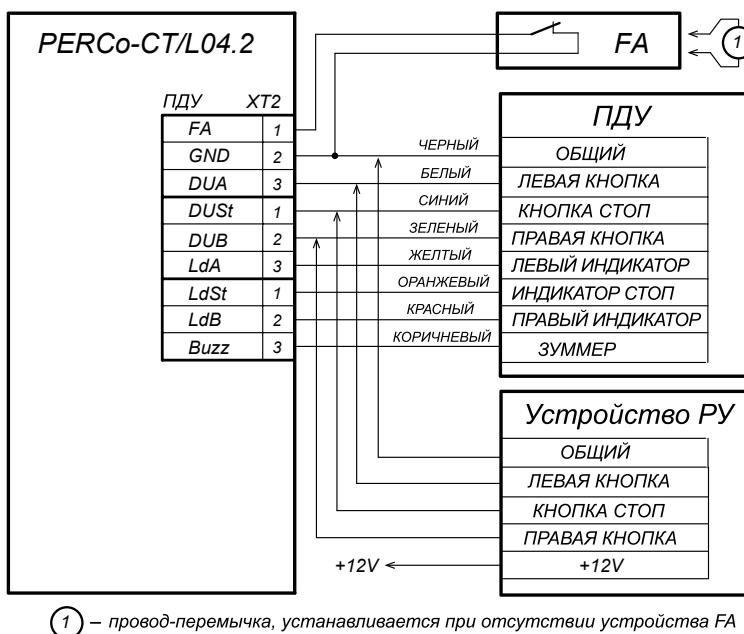 PERCo-CT/L04.2
FA
1
ПДУ XT2
FA 1
GND 2
DUA 3
DUSt 1
DUB 2
LdA 3
LdSt 1
LdB 2
Buzz 3
ЧЕРНЫЙ
БЕЛЫЙ
СИНИЙ
ЗЕЛЕНЫЙ
ЖЕЛТЫЙ
ОРАНЖЕВЫЙ
КРАСНЫЙ
КОРИЧНЕВЫЙ
ПДУ
ОБЩИЙ
ЛЕВАЯ КНОПКА
КНОПКА СТОП
ПРАВАЯ КНОПКА
ЛЕВЫЙ ИНДИКАТОР
ИНДИКАТОР СТОП
ПРАВЫЙ ИНДИКАТОР
ЗУММЕР
Устройство РУ
ОБЩИЙ
ЛЕВАЯ КНОПКА
КНОПКА СТОП
ПРАВАЯ КНОПКА
+12V
+12V
1 – провод-перемычка, устанавливается при отсутствии устройства FA